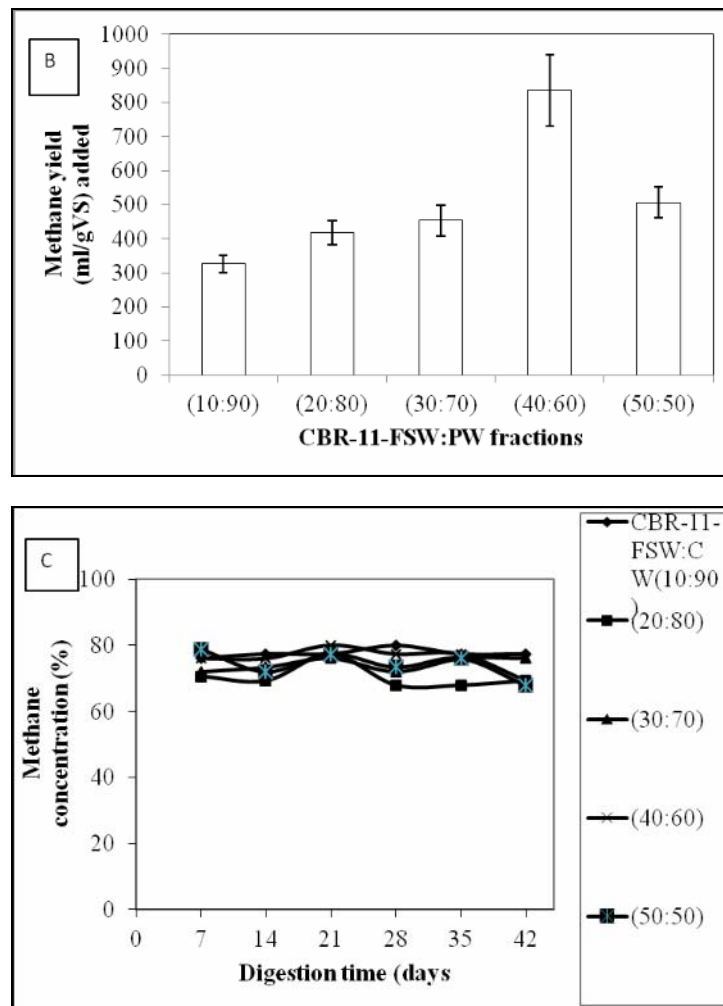 B
Methane yield
(ml/gVS) added
1000
900
800
700
600
500
400
300
200
100
0
(10:90) (20:80) (30:70) (40:60) (50:50)
CBR-11-FSW:PW fractions
C
Methane
concentration (%)
100
80
60
40
20
0
0 7 14 21 28 35 42
Digestion time (days
CBR-11-
FSW:C
W(10:90
)
(20:80)
(30:70)
(40:60)
(50:50)